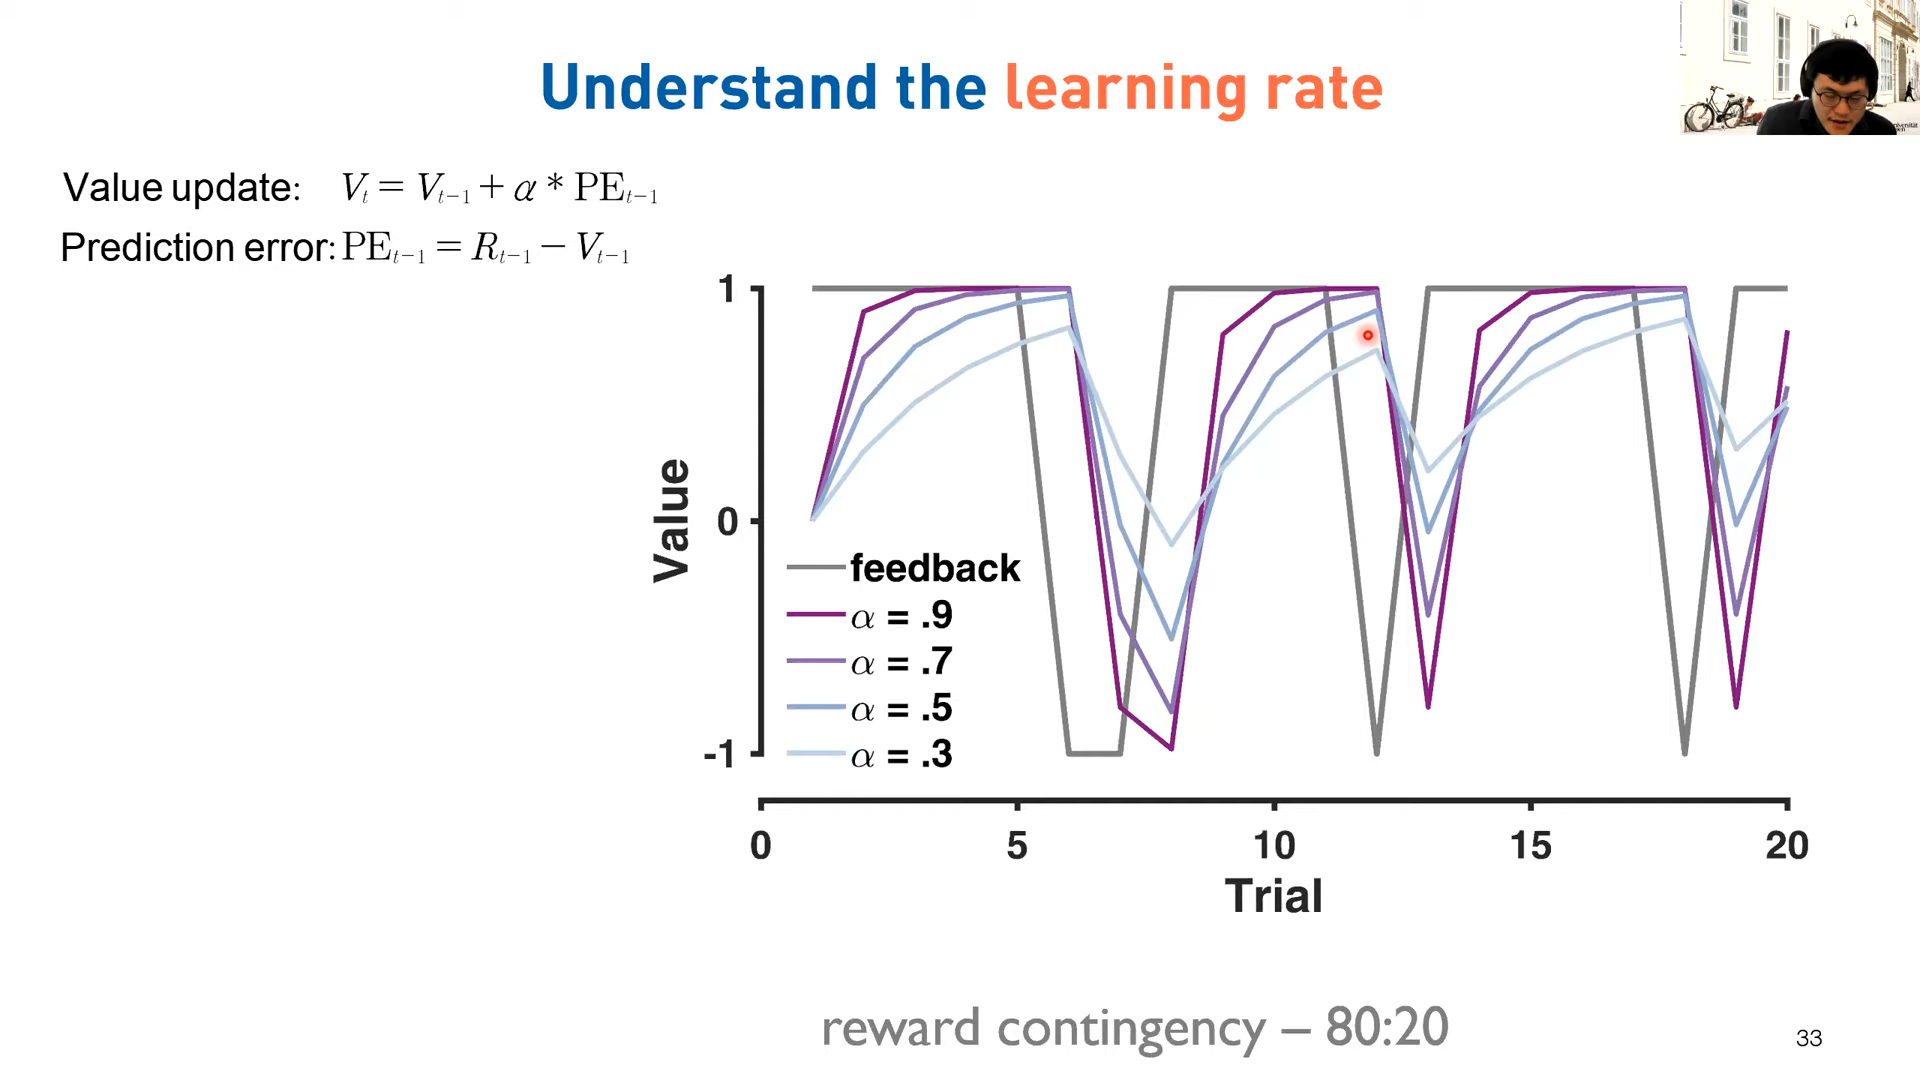 Understand the learning rate
Value update: Vₜ = Vₜ₋₁ + α * PEₜ₋₁
Prediction error: PEₜ₋₁ = Rₜ₋₁ − Vₜ₋₁
1
0
-1
Value
feedback
α = .9
α = .7
α = .5
α = .3
0 5 10 15 20
Trial
reward contingency – 80:20
33